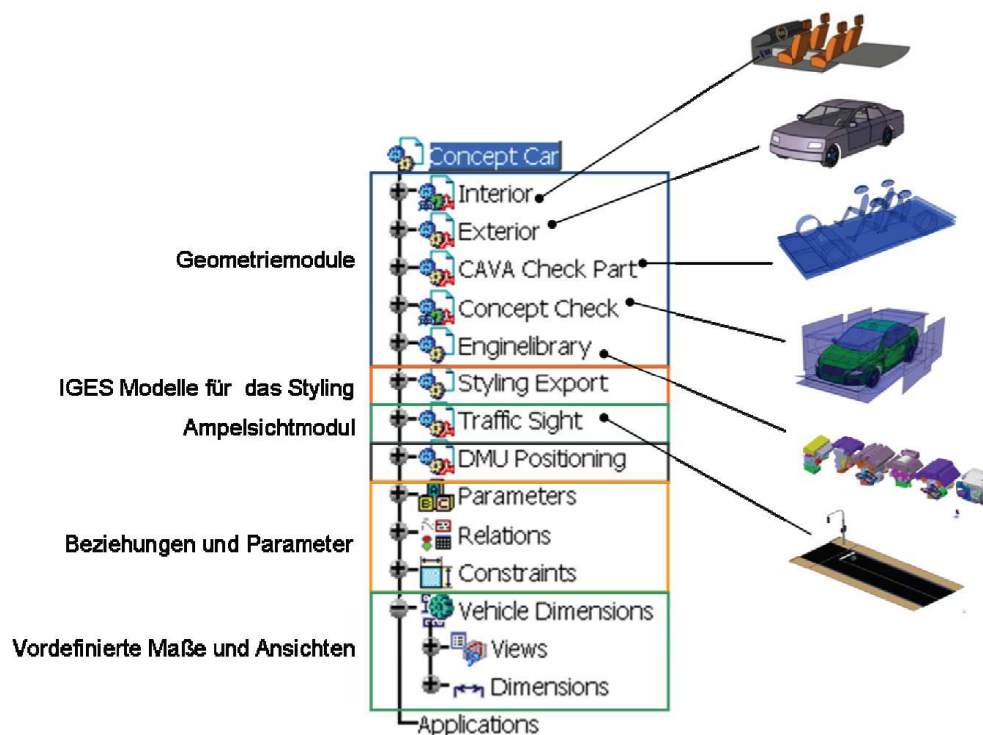 Concept Car
Interior
Exterior
Geometriemodule
CAVA Check Part
Concept Check
Enginelibrary
IGES Modelle für das Styling
Styling Export
Ampelsichtmodul
Traffic Sight
DMU Positioning
Parameters
Beziehungen und Parameter
Relations
Constraints
Vehicle Dimensions
Vordefinierte Maße und Ansichten
Views
Dimensions
Applications